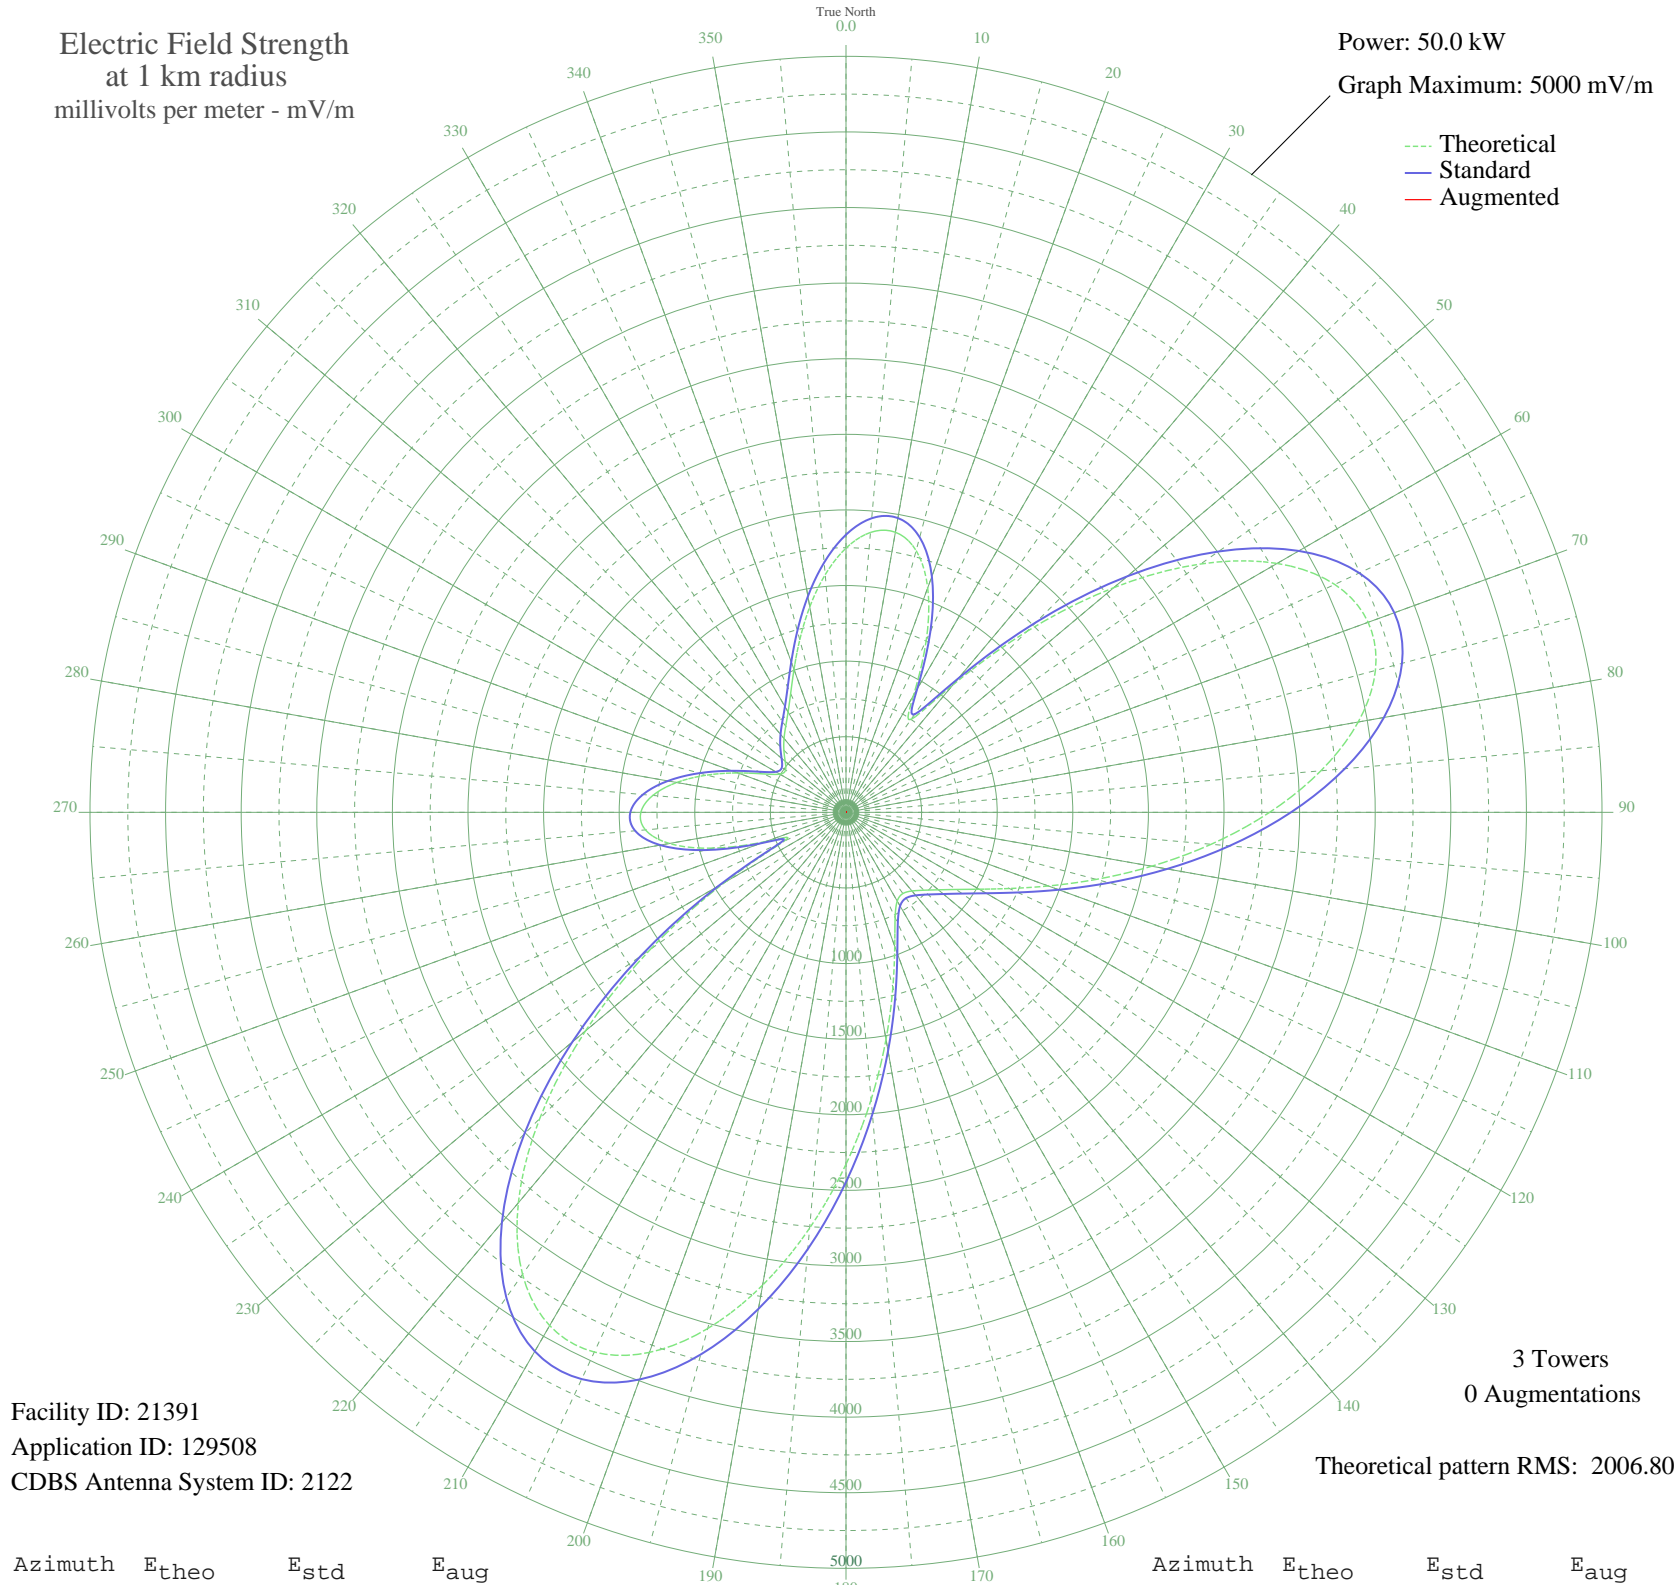 True North
0.0
Electric Field Strength
at 1 km radius
millivolts per meter - mV/m
Power: 50.0 kW
Graph Maximum: 5000 mV/m
Theoretical
Standard
Augmented
10
20
30
40
50
60
70
80
90
100
110
120
130
140
150
160
170
180
190
200
210
220
230
240
250
260
270
280
290
300
310
320
330
340
350
1000
1500
2000
2500
3000
3500
4000
4500
5000
3 Towers
0 Augmentations
Facility ID: 21391
Application ID: 129508
CDBS Antenna System ID: 2122
Theoretical pattern RMS: 2006.80
Azimuth Etheo Estd Eaug Azimuth Etheo Estd Eaug